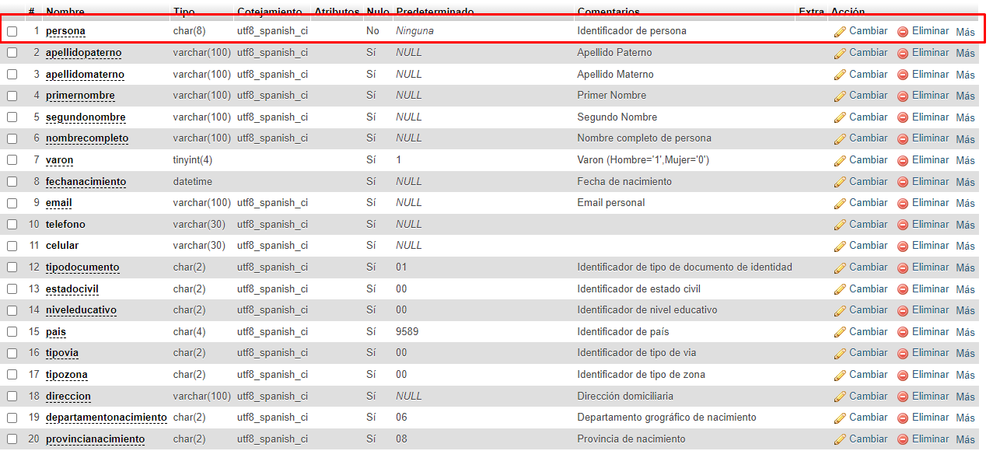 # Nombre Tipo Cotejamiento Atributos Nulo Predeterminado Comentarios Extra Acción
1 persona char(8) utf8_spanish_ci No Ninguna Identificador de persona Cambiar Eliminar Más
2 apellidopaterno varchar(100) utf8_spanish_ci Sí NULL Apellido Paterno Cambiar Eliminar Más
3 apellidomaterno varchar(100) utf8_spanish_ci Sí NULL Apellido Materno Cambiar Eliminar Más
4 primernombre varchar(100) utf8_spanish_ci Sí NULL Primer Nombre Cambiar Eliminar Más
5 segundonombre varchar(100) utf8_spanish_ci Sí NULL Segundo Nombre Cambiar Eliminar Más
6 nombrecompleto varchar(100) utf8_spanish_ci Sí NULL Nombre completo de persona Cambiar Eliminar Más
7 varon tinyint(4) Sí 1 Varon (Hombre='1',Mujer='0') Cambiar Eliminar Más
8 fechanacimiento datetime Sí NULL Fecha de nacimiento Cambiar Eliminar Más
9 email varchar(100) utf8_spanish_ci Sí NULL Email personal Cambiar Eliminar Más
10 telefono varchar(30) utf8_spanish_ci Sí NULL Cambiar Eliminar Más
11 celular varchar(30) utf8_spanish_ci Sí NULL Cambiar Eliminar Más
12 tipodocumento char(2) utf8_spanish_ci Sí 01 Identificador de tipo de documento de identidad Cambiar Eliminar Más
13 estadocivil char(2) utf8_spanish_ci Sí 00 Identificador de estado civil Cambiar Eliminar Más
14 niveleducativo char(2) utf8_spanish_ci Sí 00 Identificador de nivel educativo Cambiar Eliminar Más
15 pais char(4) utf8_spanish_ci Sí 9589 Identificador de país Cambiar Eliminar Más
16 tipovia char(2) utf8_spanish_ci Sí 00 Identificador de tipo de via Cambiar Eliminar Más
17 tipozona char(2) utf8_spanish_ci Sí 00 Identificador de tipo de zona Cambiar Eliminar Más
18 direccion varchar(100) utf8_spanish_ci Sí NULL Dirección domiciliaria Cambiar Eliminar Más
19 departamentonacimiento char(2) utf8_spanish_ci Sí 06 Departamento grográfico de nacimiento Cambiar Eliminar Más
20 provincianacimiento char(2) utf8_spanish_ci Sí 08 Provincia de nacimiento Cambiar Eliminar Más